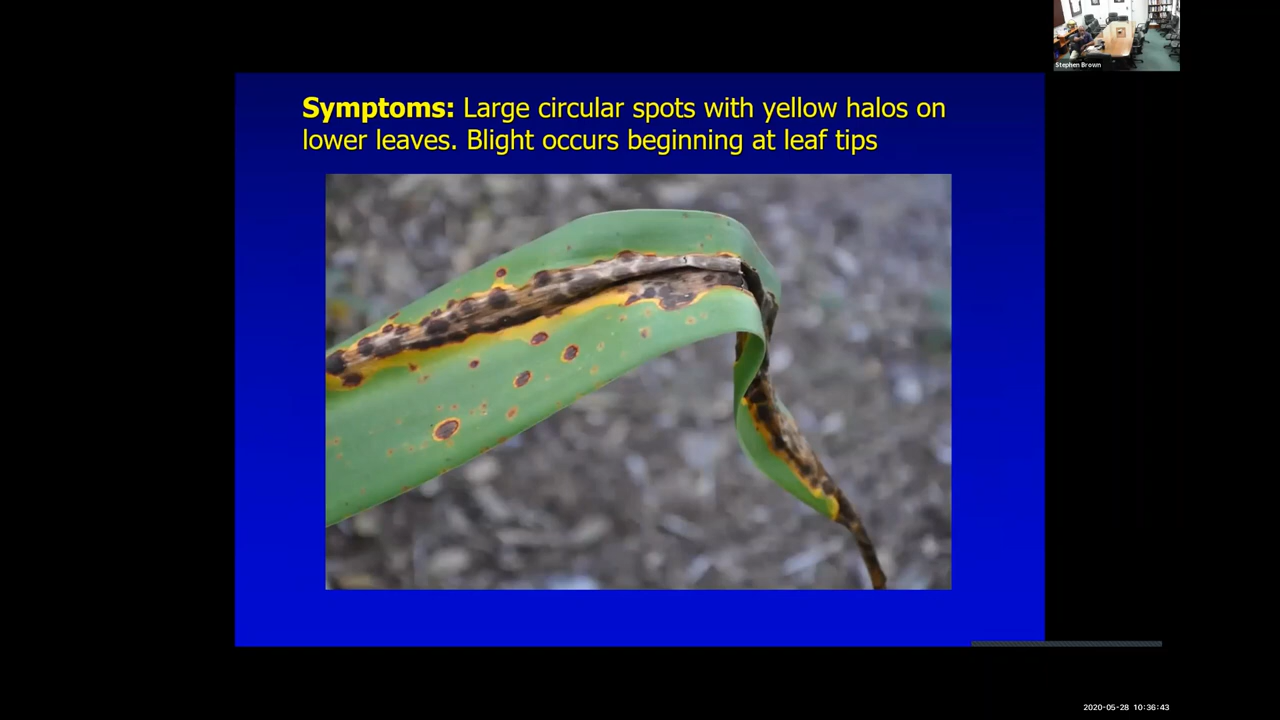 Stephen Brown
Symptoms: Large circular spots with yellow halos on
lower leaves. Blight occurs beginning at leaf tips
2020-05-28 10:36:43